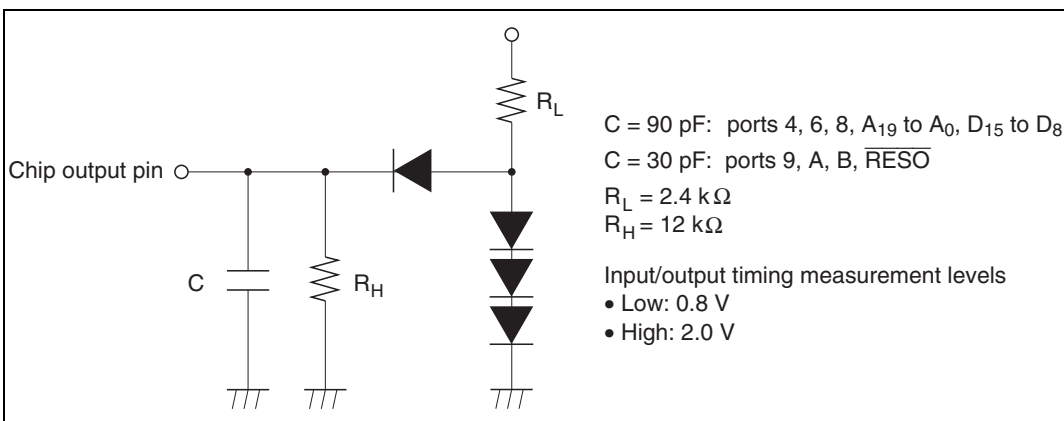 R_L
C = 90 pF: ports 4, 6, 8, A₁₉ to A₀, D₁₅ to D₈
C = 30 pF: ports 9, A, B, R̅E̅S̅O̅
R_L = 2.4 kΩ
R_H = 12 kΩ
Chip output pin
C
R_H
Input/output timing measurement levels
• Low: 0.8 V
• High: 2.0 V